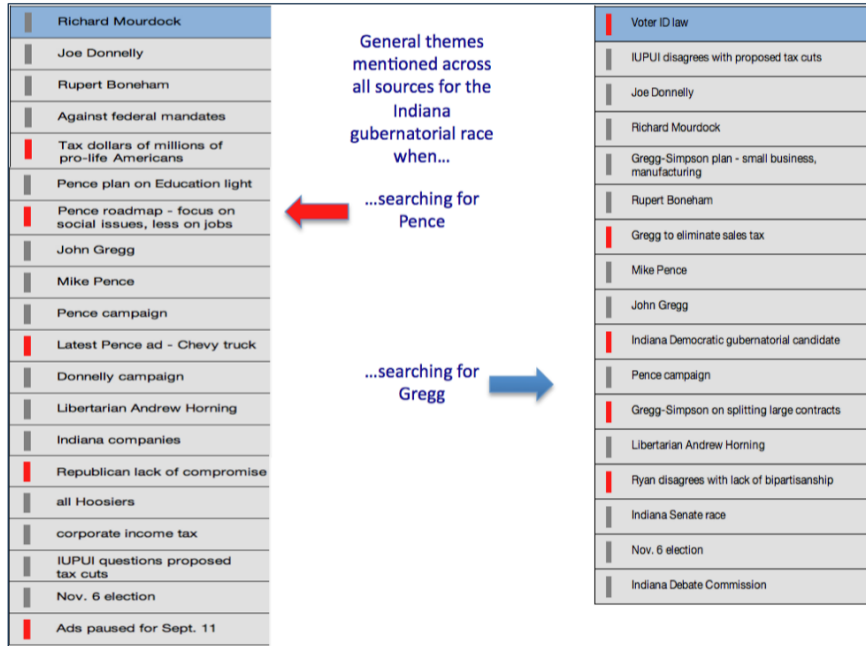 Richard Mourdock
Joe Donnelly
Rupert Boneham
Against federal mandates
Tax dollars of millions of
pro-life Americans
Pence plan on Education light
Pence roadmap - focus on
social issues, less on jobs
John Gregg
Mike Pence
Pence campaign
Latest Pence ad - Chevy truck
Donnelly campaign
Libertarian Andrew Horning
Indiana companies
Republican lack of compromise
all Hoosiers
corporate income tax
IUPUI questions proposed
tax cuts
Nov. 6 election
Ads paused for Sept. 11
General themes
mentioned across
all sources for the
Indiana
gubernatorial race
when...
...searching for
Pence
...searching for
Gregg
Voter ID law
IUPUI disagrees with proposed tax cuts
Joe Donnelly
Richard Mourdock
Gregg-Simpson plan - small business,
manufacturing
Rupert Boneham
Gregg to eliminate sales tax
Mike Pence
John Gregg
Indiana Democratic gubernatorial candidate
Pence campaign
Gregg-Simpson on splitting large contracts
Libertarian Andrew Horning
Ryan disagrees with lack of bipartisanship
Indiana Senate race
Nov. 6 election
Indiana Debate Commission